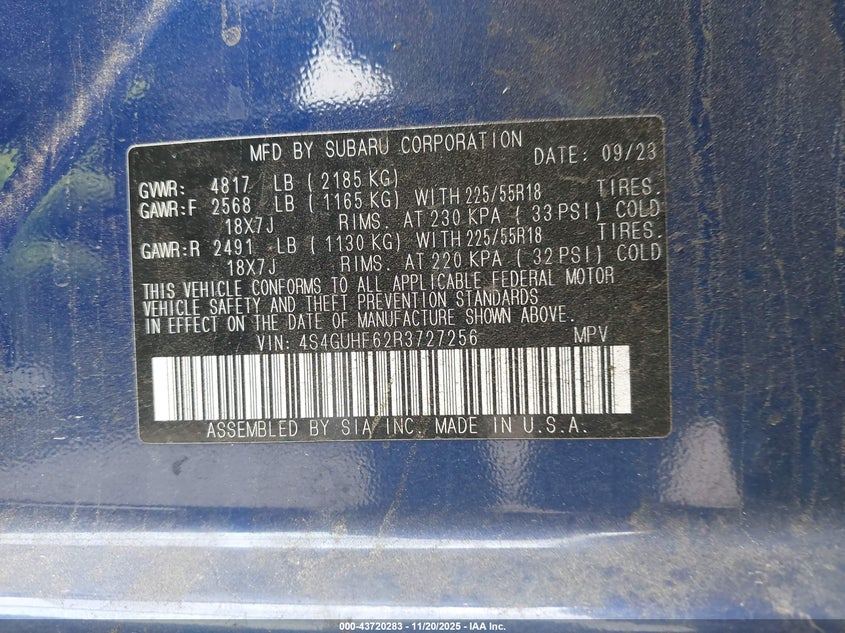 MFD BY SUBARU CORPORATION DATE: 09/23
GVWR: 4817 LB ( 2185 KG)
GAWR:F 2568 LB ( 1165 KG) WITH 225/55R18 TIRES.
18X7J RIMS. AT 230 KPA ( 33 PSI) COLD
GAWR:R 2491 LB ( 1130 KG) WITH 225/55R18 TIRES.
18X7J RIMS. AT 220 KPA ( 32 PSI) COLD
THIS VEHICLE CONFORMS TO ALL APPLICABLE FEDERAL MOTOR
VEHICLE SAFETY AND THEFT PREVENTION STANDARDS
IN EFFECT ON THE DATE OF MANUFACTURE SHOWN ABOVE.
VIN: 4S4GUHF62R3727256 MPV
ASSEMBLED BY SIA INC. MADE IN U.S.A.
000-43720283 - 11/20/2025 - IAA Inc.